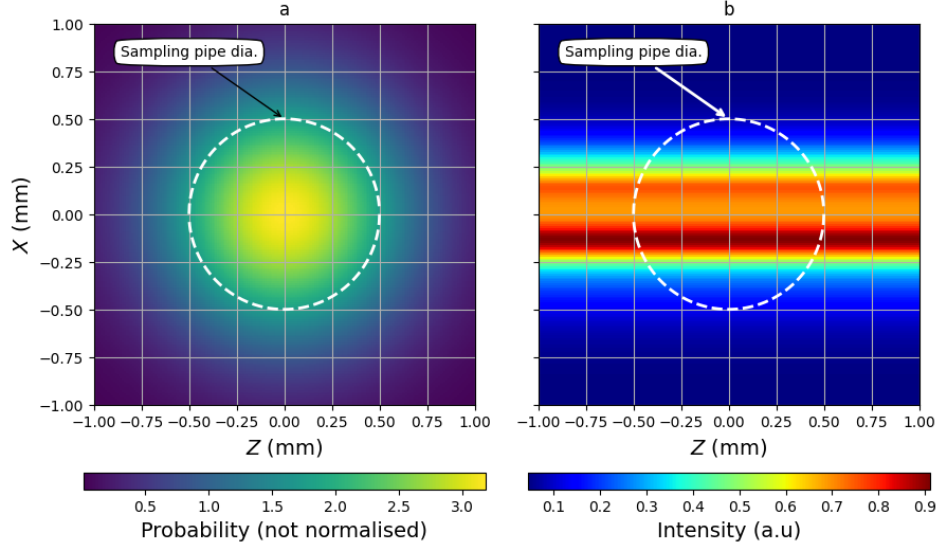 a
b
Sampling pipe dia.
Sampling pipe dia.
X (mm)
1.00
0.75
0.50
0.25
0.00
−0.25
−0.50
−0.75
−1.00
−1.00 −0.75 −0.50 −0.25 0.00 0.25 0.50 0.75 1.00
−1.00 −0.75 −0.50 −0.25 0.00 0.25 0.50 0.75 1.00
Z (mm)
Z (mm)
0.5 1.0 1.5 2.0 2.5 3.0
Probability (not normalised)
0.1 0.2 0.3 0.4 0.5 0.6 0.7 0.8 0.9
Intensity (a.u)